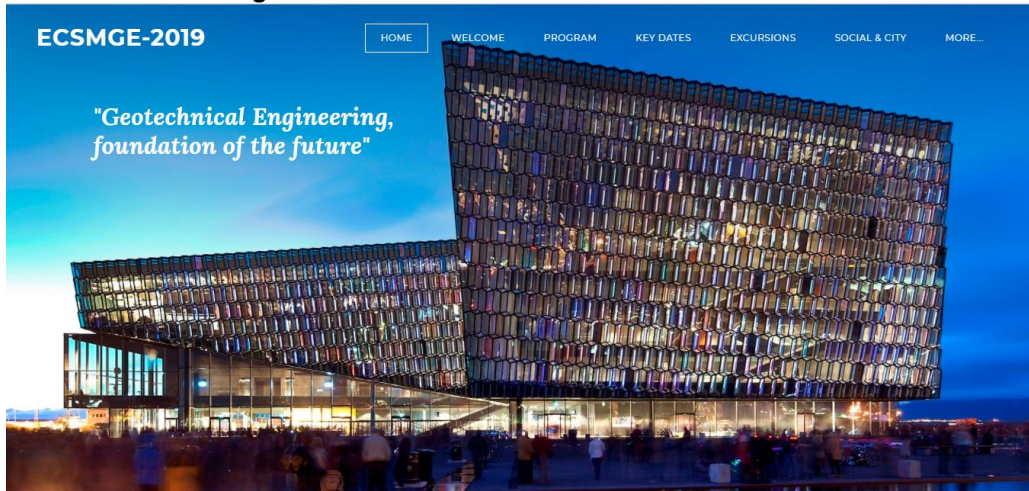 ECSMGE-2019
HOME WELCOME PROGRAM KEY DATES EXCURSIONS SOCIAL & CITY MORE...
"Geotechnical Engineering,
foundation of the future"